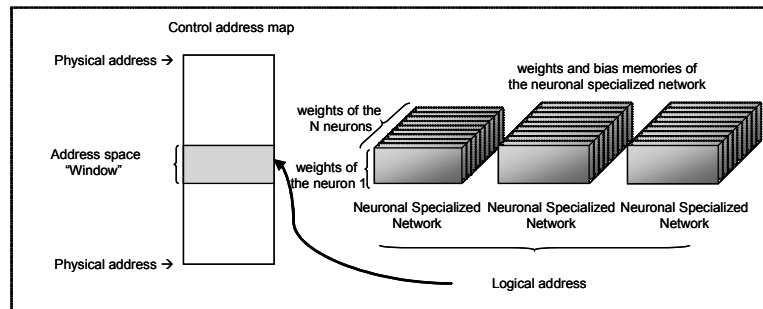 Control address map
Physical address →
weights and bias memories of
the neuronal specialized network
weights of the
N neurons
Address space
“Window”
weights of
the neuron 1
Neuronal Specialized
Network
Neuronal Specialized
Network
Neuronal Specialized
Network
Physical address →
Logical address